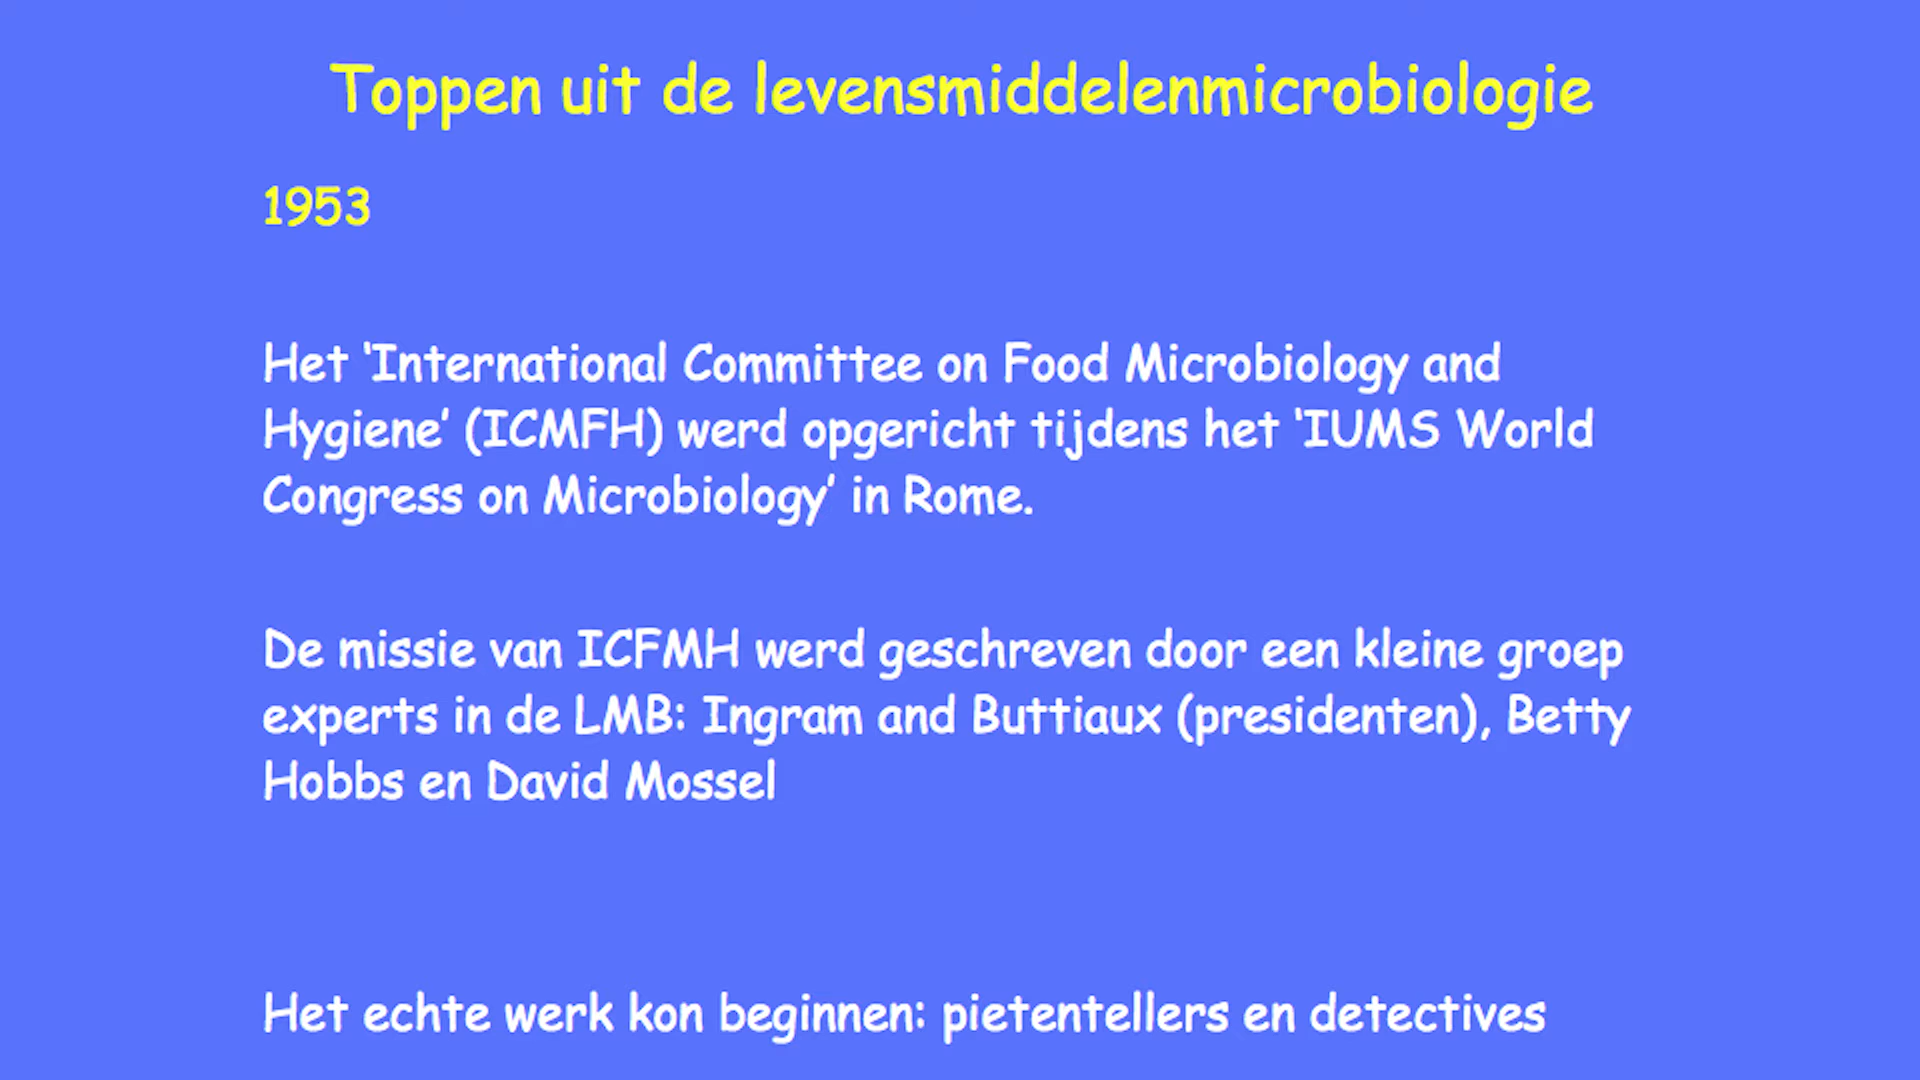 Toppen uit de levensmiddelenmicrobiologie
1953
Het ‘International Committee on Food Microbiology and
Hygiene’ (ICMFH) werd opgericht tijdens het ‘IUMS World
Congress on Microbiology’ in Rome.
De missie van ICFMH werd geschreven door een kleine groep
experts in de LMB: Ingram and Buttiaux (presidenten), Betty
Hobbs en David Mossel
Het echte werk kon beginnen: pietentellers en detectives